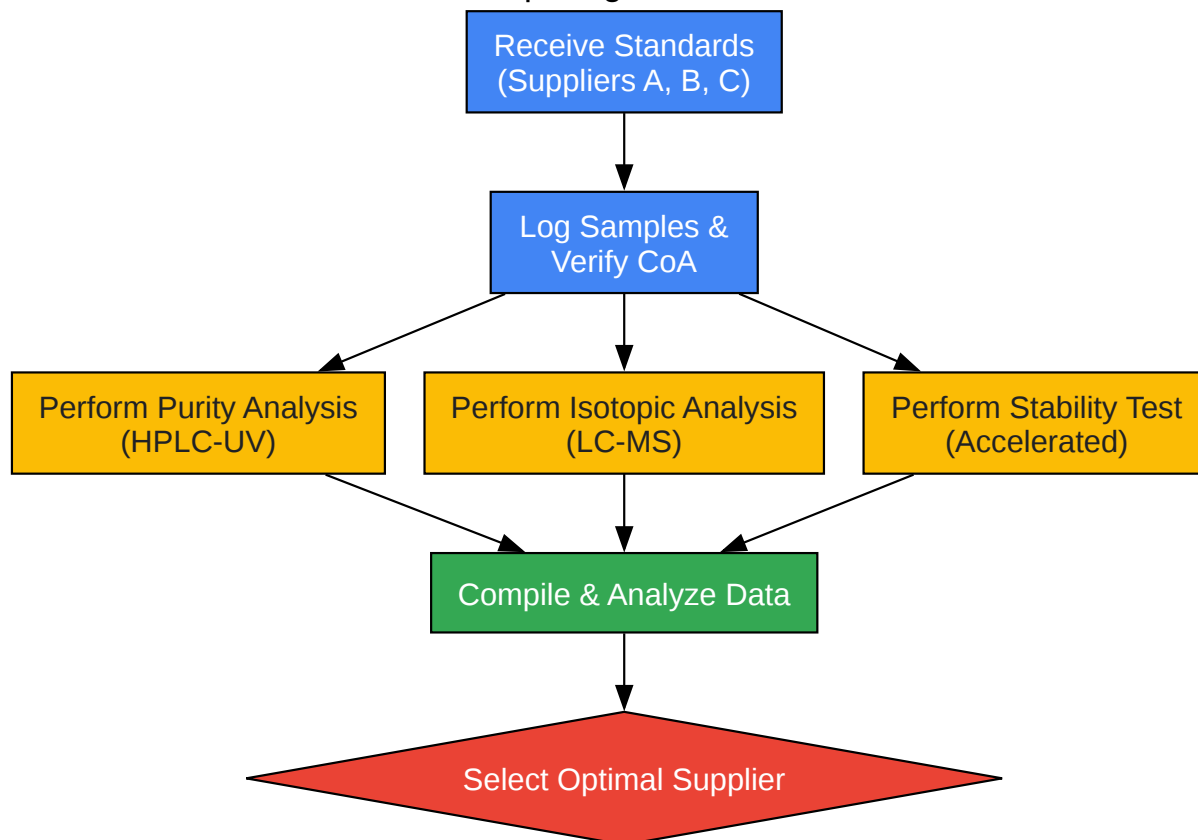 Receive Standards
(Suppliers A, B, C)
Log Samples &
Verify CoA
Perform Purity Analysis
(HPLC-UV)
Perform Isotopic Analysis
(LC-MS)
Perform Stability Test
(Accelerated)
Compile & Analyze Data
Select Optimal Supplier